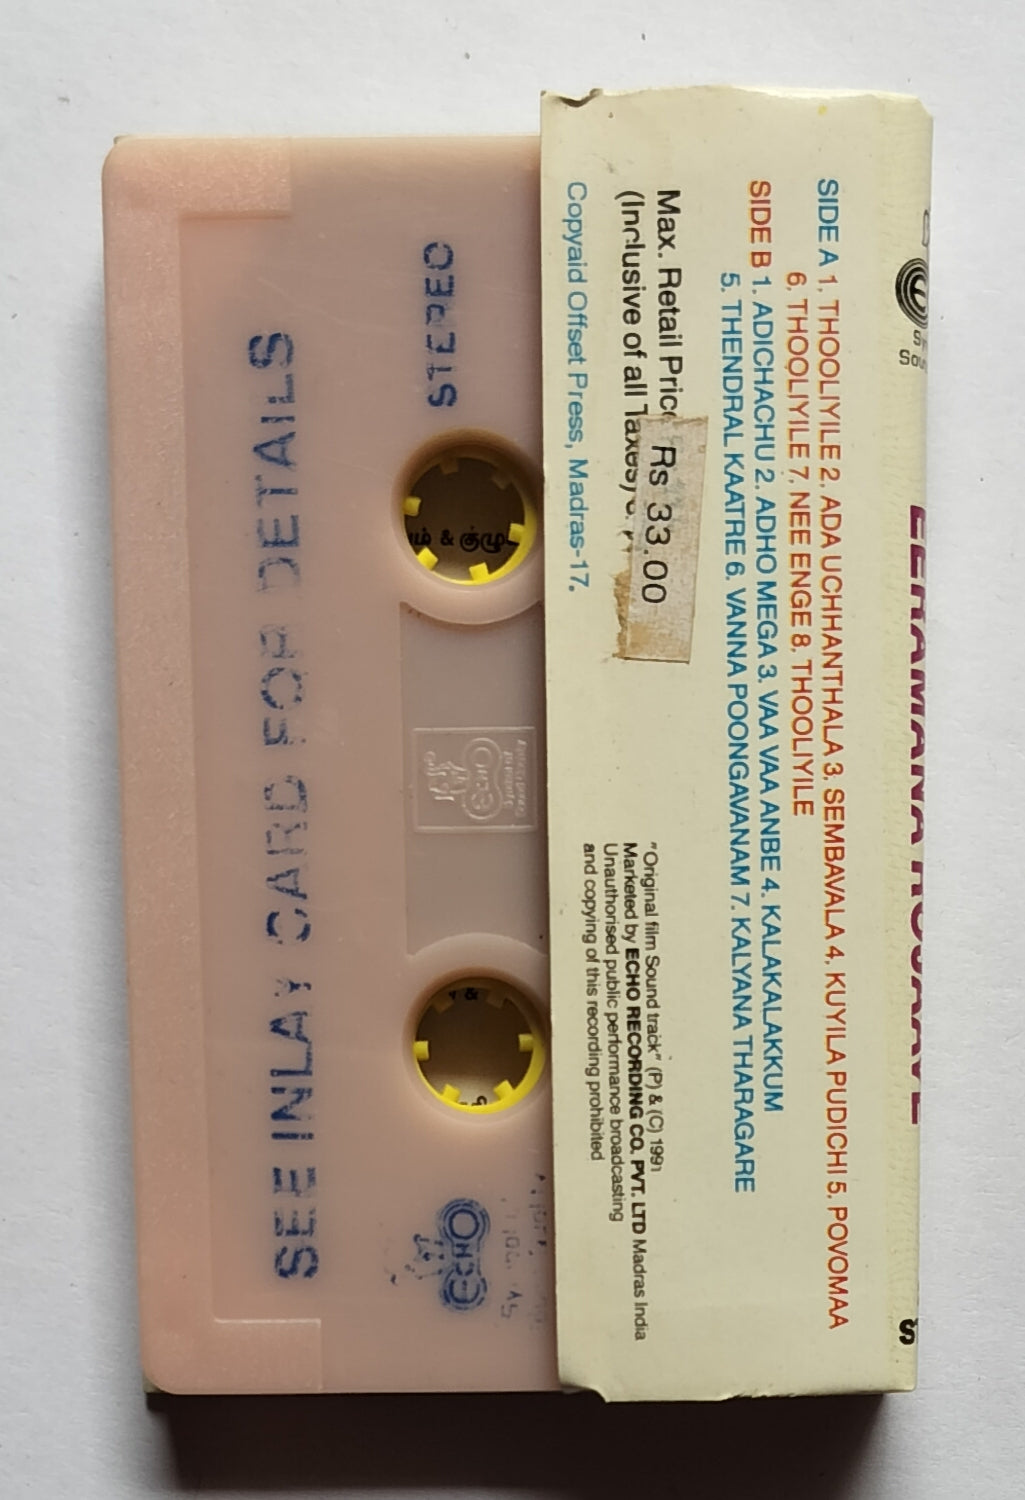 SIDE A 1. THOOLIYILE 2. ADA UCHHANTHALA 3. SEMBAVALA 4. KUYILA PUDICHI 5. POVOMAA
6. THOOLIYILE 7. NEE ENGE 8. THOOLIYILE
SIDE B 1. ADICHACHU 2. ADHO MEGA 3. VAA VAA ANBE 4. KALAKALAKKUM
5. THENDRAL KAATRE 6. VANNA POONGAVANAM 7. KALYANA THARAGARE
Max. Retail Price Rs 33.00
(Inclusive of all Taxes)
Copyaid Offset Press, Madras-17.
"Original film Sound track" (P) & (C) 1991
Marketed by ECHO RECORDING CO. PVT. LTD Madras India
Unauthorised public performance broadcasting
and copying of this recording prohibited
STEREO
SEE INLAY CARD FOR DETAILS
ECHO
ECHO